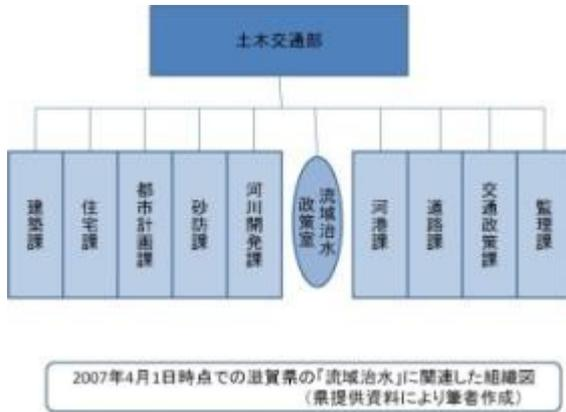 土木交通部
建築課
住宅課
都市計画課
砂防課
河川開発課
流域治水
政策室
河港課
道路課
交通政策課
監理課
2007年4月1日時点での滋賀県の「流域治水」に関連した組織図
（県提供資料により筆者作成）